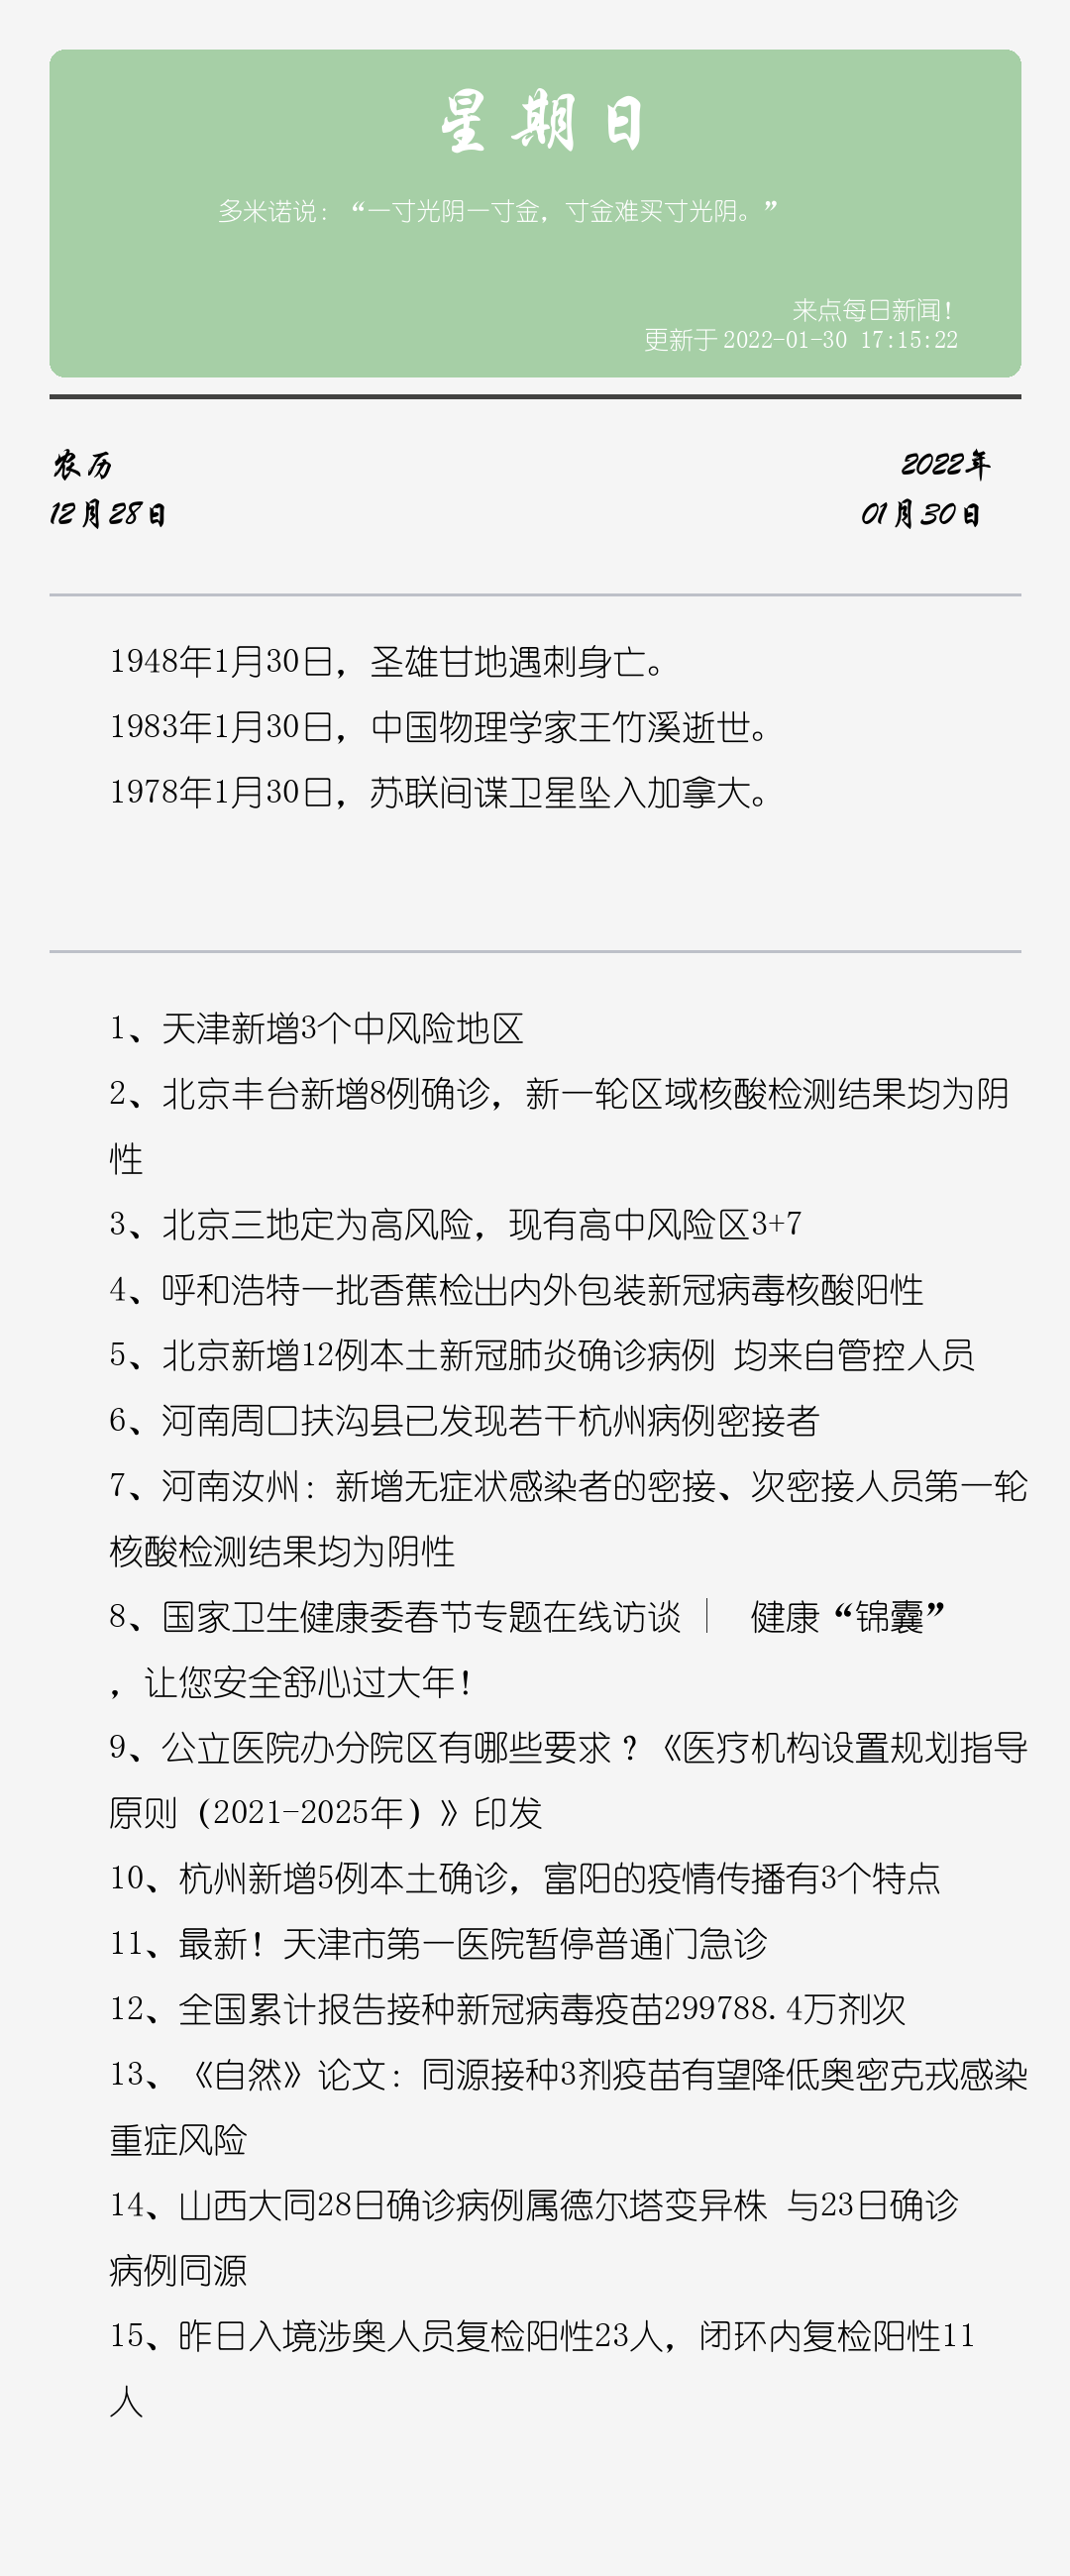 星期日
多米诺说：“一寸光阴一寸金，寸金难买寸光阴。”
来点每日新闻！
更新于 2022-01-30 17:15:22
农历
2022年
12月28日
01月30日
1948年1月30日，圣雄甘地遇刺身亡。
1983年1月30日，中国物理学家王竹溪逝世。
1978年1月30日，苏联间谍卫星坠入加拿大。
1、天津新增3个中风险地区
2、北京丰台新增8例确诊，新一轮区域核酸检测结果均为阴
性
3、北京三地定为高风险，现有高中风险区3+7
4、呼和浩特一批香蕉检出内外包装新冠病毒核酸阳性
5、北京新增12例本土新冠肺炎确诊病例 均来自管控人员
6、河南周口扶沟县已发现若干杭州病例密接者
7、河南汝州：新增无症状感染者的密接、次密接人员第一轮
核酸检测结果均为阴性
8、国家卫生健康委春节专题在线访谈｜ 健康“锦囊”
，让您安全舒心过大年！
9、公立医院办分院区有哪些要求？《医疗机构设置规划指导
原则（2021-2025年）》印发
10、杭州新增5例本土确诊，富阳的疫情传播有3个特点
11、最新！天津市第一医院暂停普通门急诊
12、全国累计报告接种新冠病毒疫苗299788.4万剂次
13、《自然》论文：同源接种3剂疫苗有望降低奥密克戎感染
重症风险
14、山西大同28日确诊病例属德尔塔变异株 与23日确诊
病例同源
15、昨日入境涉奥人员复检阳性23人，闭环内复检阳性11
人